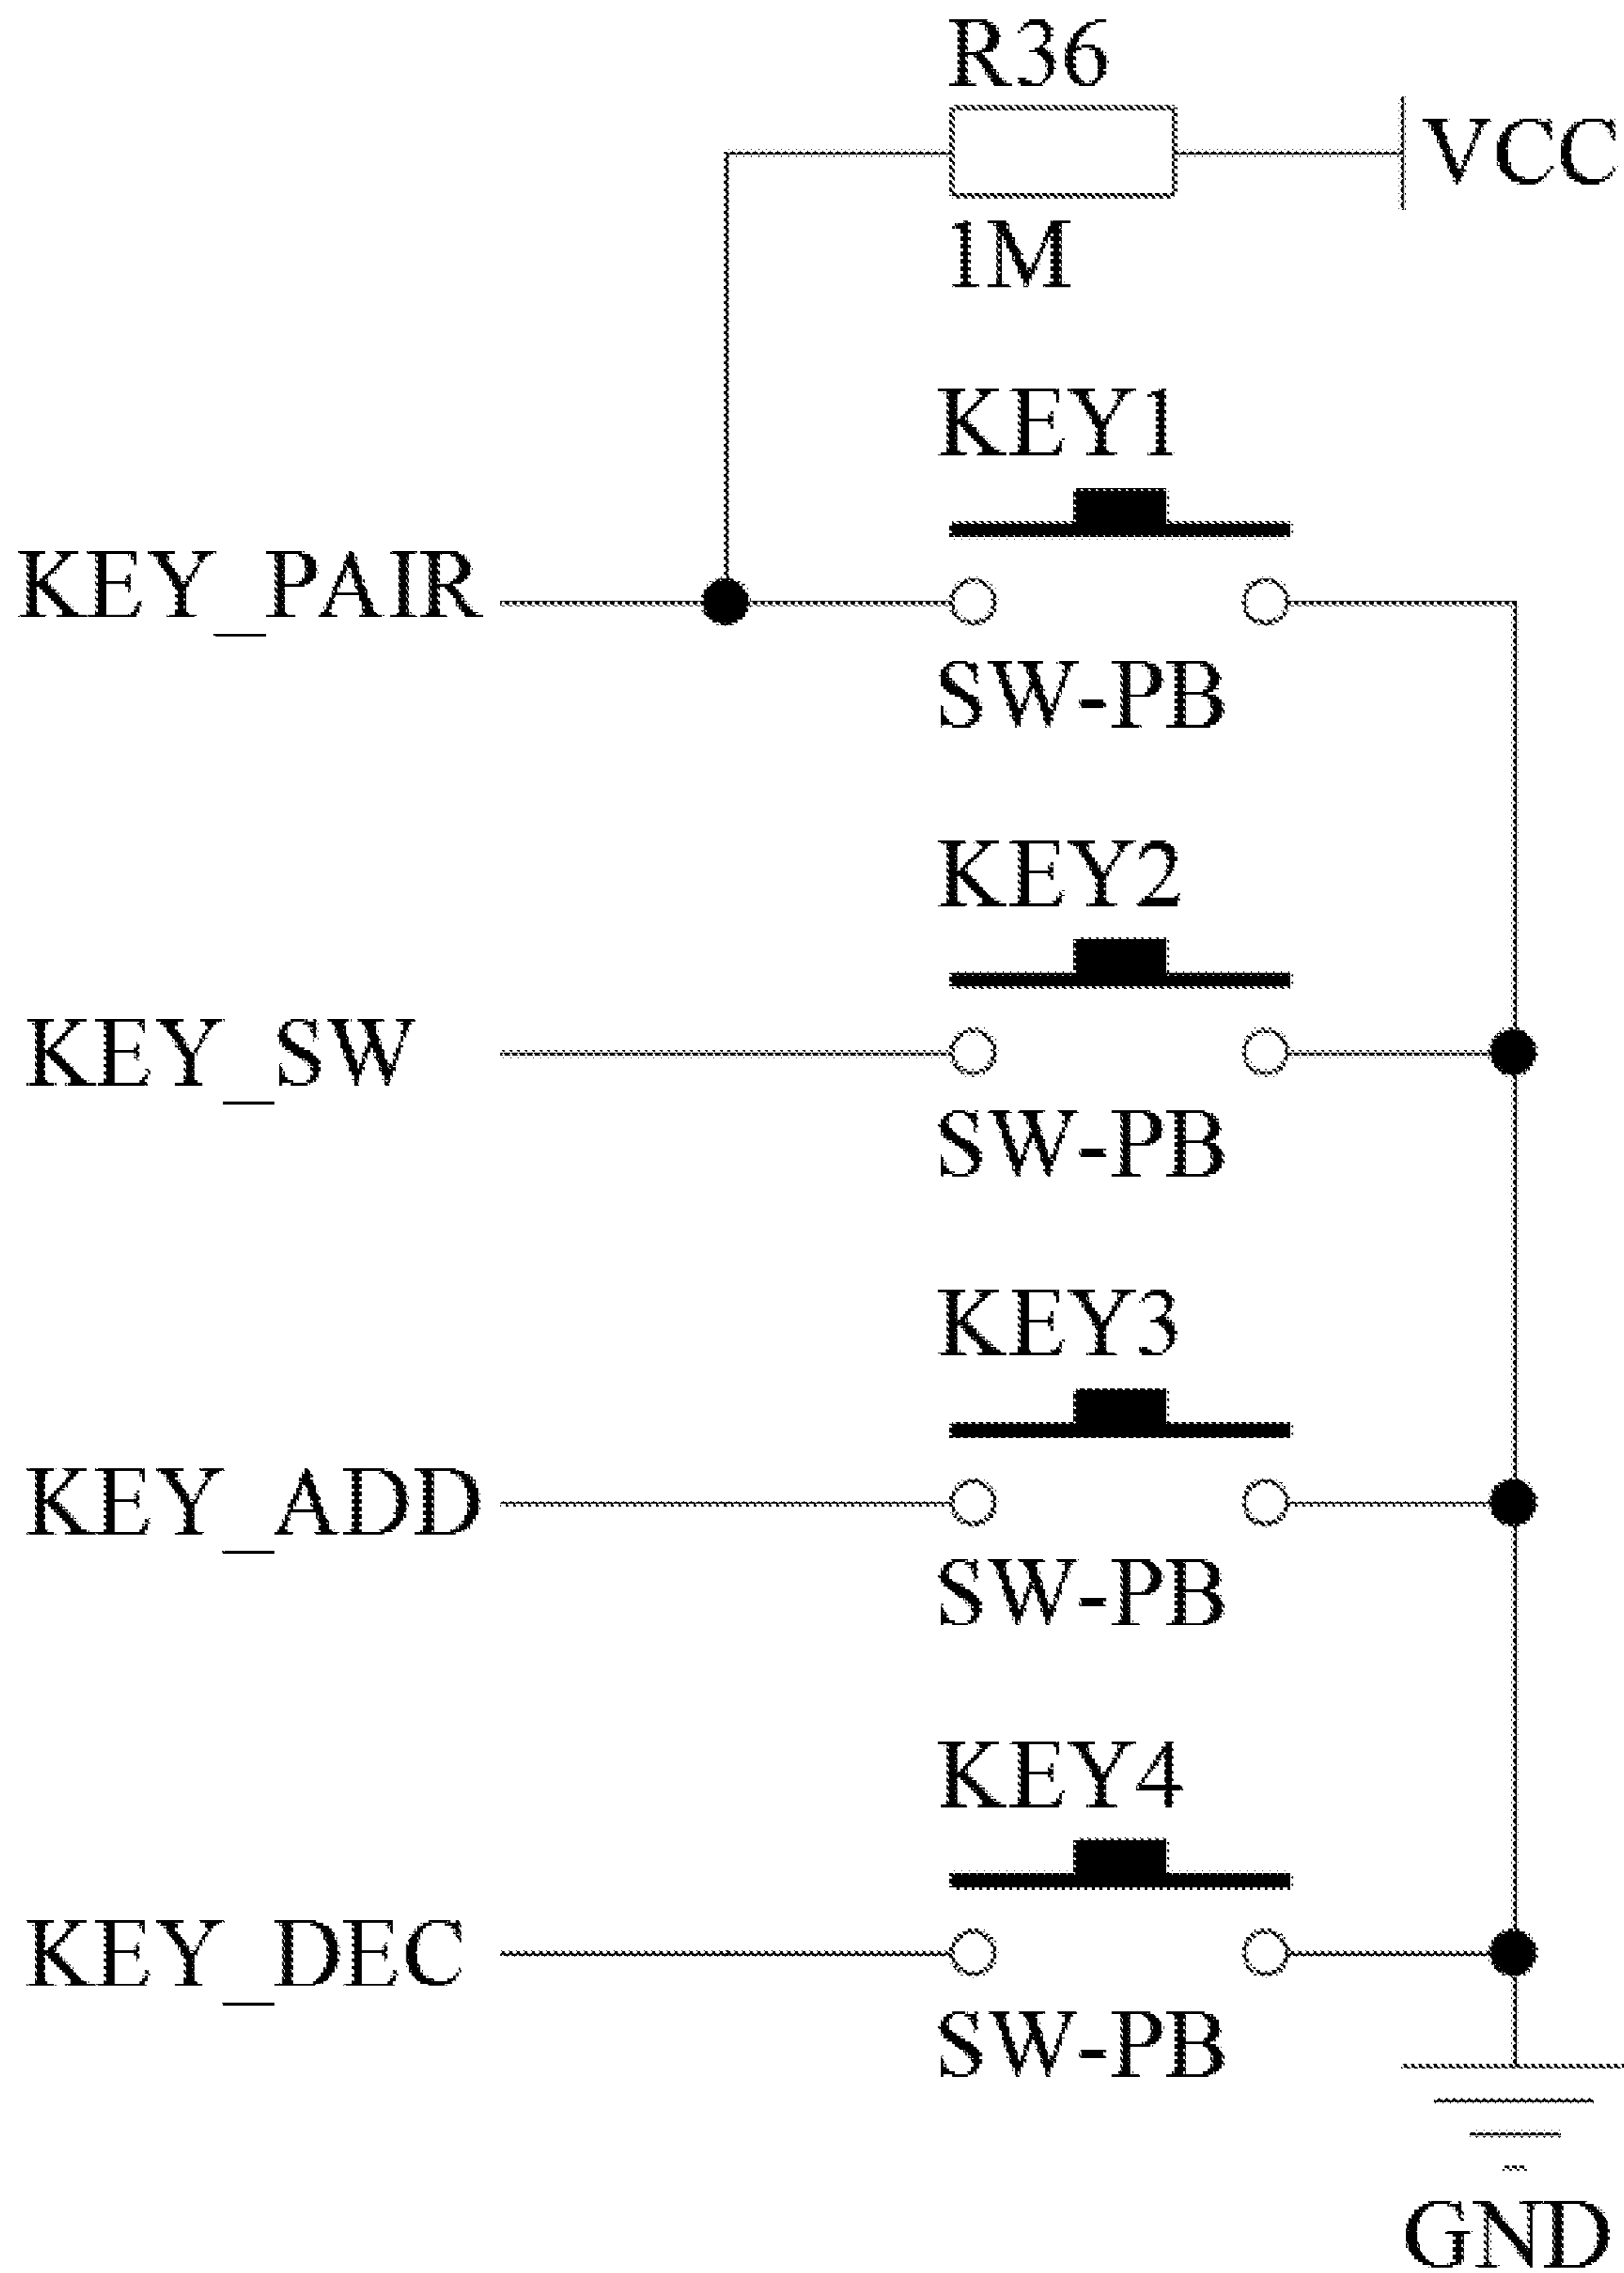 R36
VCC
1M
KEY1
KEY_PAIR
SW-PB
KEY2
KEY_SW
SW-PB
KEY3
KEY_ADD
SW-PB
KEY4
KEY_DEC
SW-PB
GND